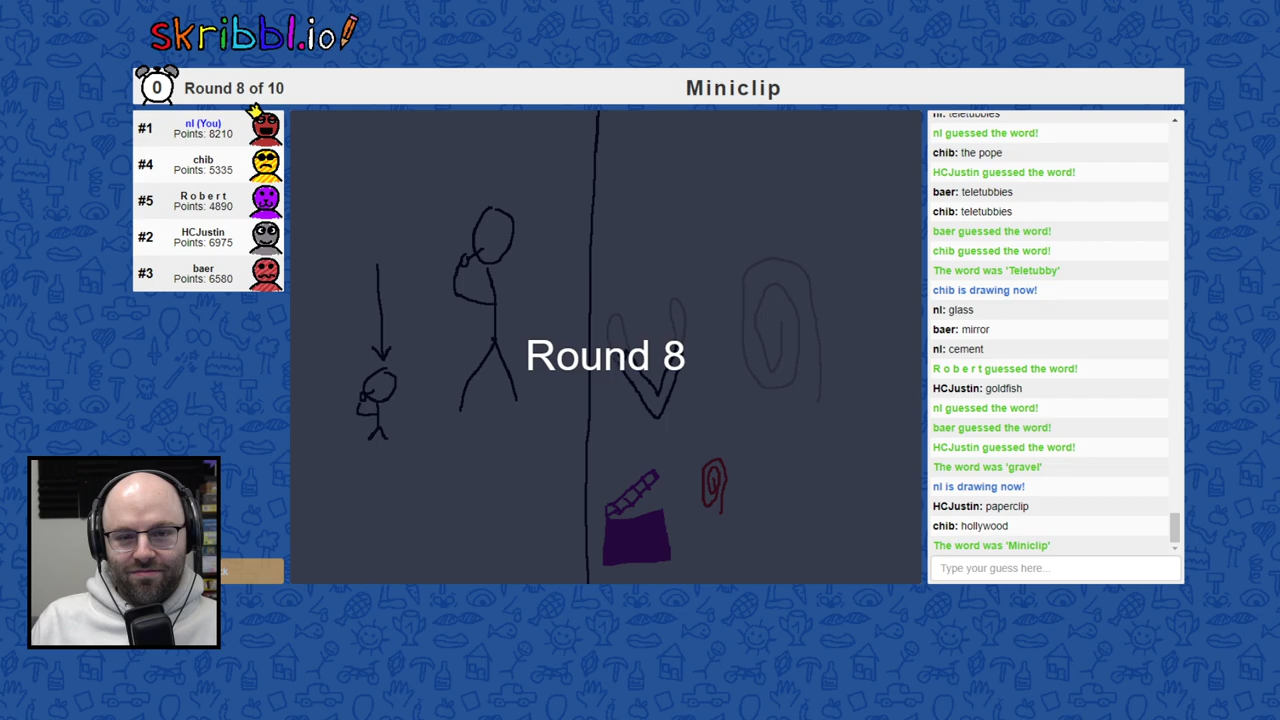 skribbl.io
0
Round 8 of 10
Miniclip
#1
nl (You)
Points: 8210
#4
chib
Points: 5335
#5
R o b e r t
Points: 4890
#2
HCJustin
Points: 6975
#3
baer
Points: 6580
Round 8
nl: teletubbies
nl guessed the word!
chib: the pope
HCJustin guessed the word!
baer: teletubbies
chib: teletubbies
baer guessed the word!
chib guessed the word!
The word was 'Teletubby'
chib is drawing now!
nl: glass
baer: mirror
nl: cement
R o b e r t guessed the word!
HCJustin: goldfish
nl guessed the word!
baer guessed the word!
HCJustin guessed the word!
The word was 'gravel'
nl is drawing now!
HCJustin: paperclip
chib: hollywood
The word was 'Miniclip'
Type your guess here...